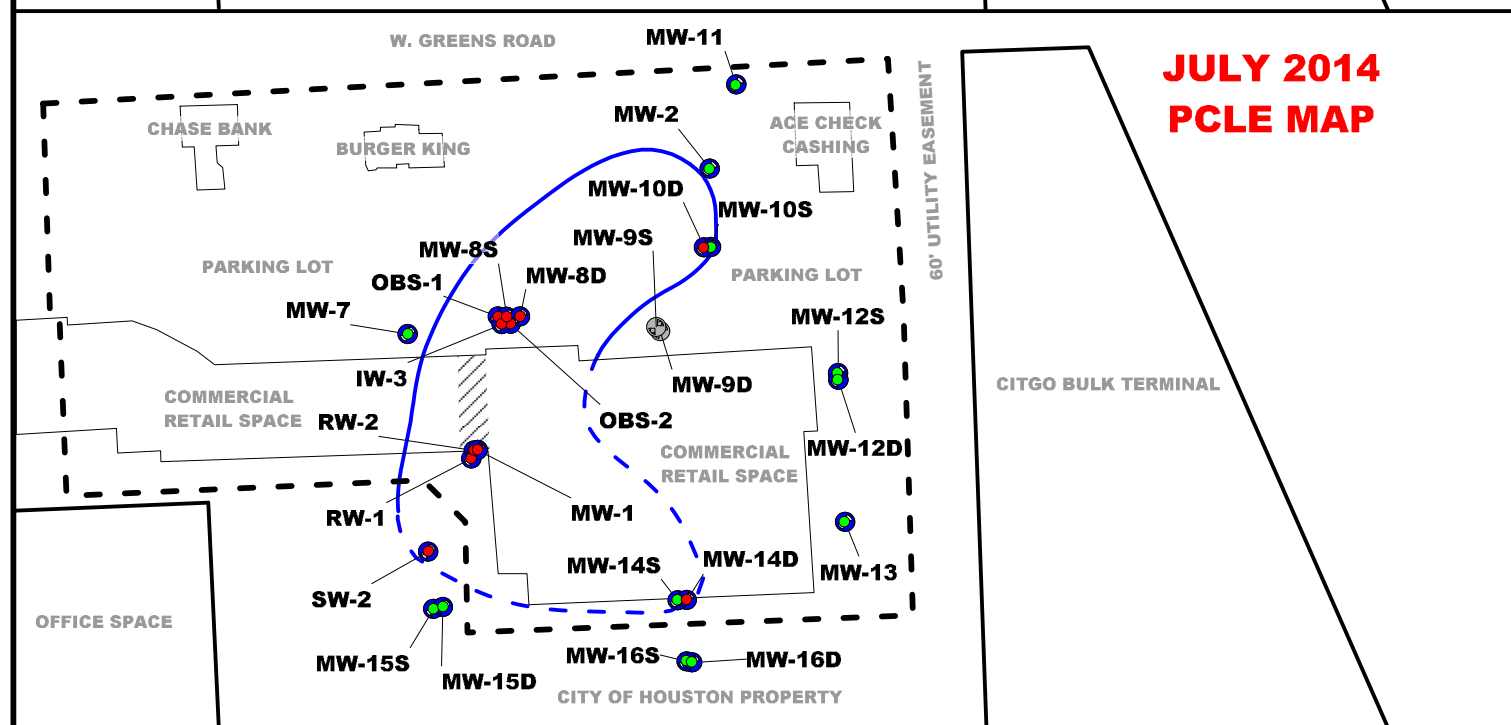 W. GREENS ROAD
MW-11
JULY 2014
PCLE MAP
60' UTILITY EASEMENT
CHASE BANK
BURGER KING
MW-2
ACE CHECK
CASHING
MW-10D
MW-10S
MW-9S
MW-8S
MW-8D
OBS-1
PARKING LOT
PARKING LOT
MW-7
MW-12S
IW-3
MW-9D
CITGO BULK TERMINAL
COMMERCIAL
RETAIL SPACE
RW-2
OBS-2
COMMERCIAL
RETAIL SPACE
MW-12D
RW-1
MW-1
MW-14S
MW-14D
MW-13
SW-2
OFFICE SPACE
MW-15S
MW-15D
MW-16S
MW-16D
CITY OF HOUSTON PROPERTY